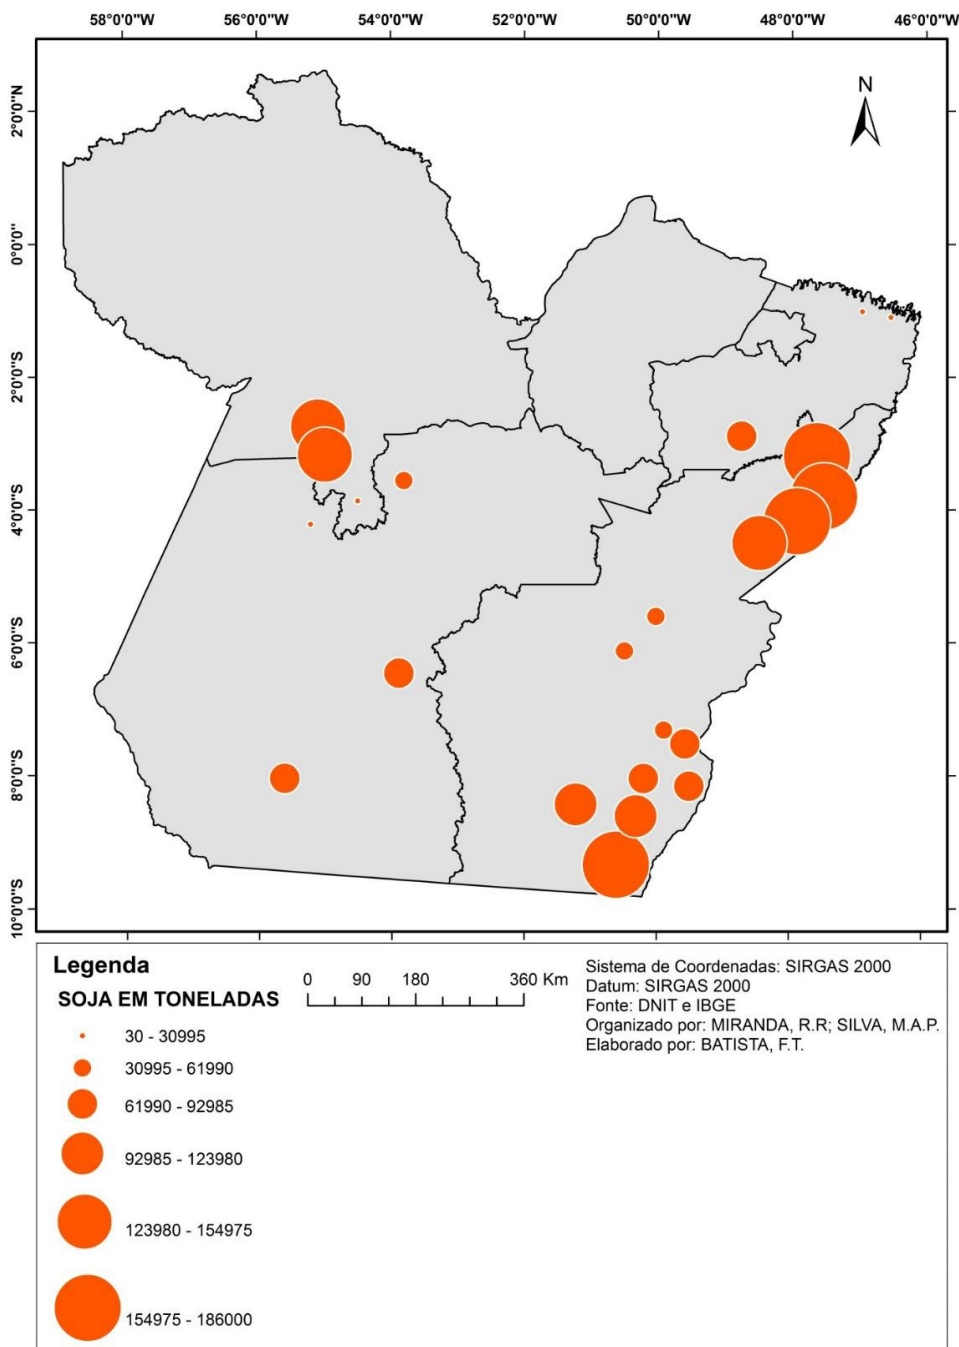 58°0'0"W 56°0'0"W 54°0'0"W 52°0'0"W 50°0'0"W 48°0'0"W 46°0'0"W
N
2°0'0"N
0°0'0"
2°0'0"S
4°0'0"S
6°0'0"S
8°0'0"S
10°0'0"S
Legenda
SOJA EM TONELADAS
30 - 30995
30995 - 61990
61990 - 92985
92985 - 123980
123980 - 154975
154975 - 186000
0 90 180 360 Km
Sistema de Coordenadas: SIRGAS 2000
Datum: SIRGAS 2000
Fonte: DNIT e IBGE
Organizado por: MIRANDA, R.R; SILVA, M.A.P.
Elaborado por: BATISTA, F.T.